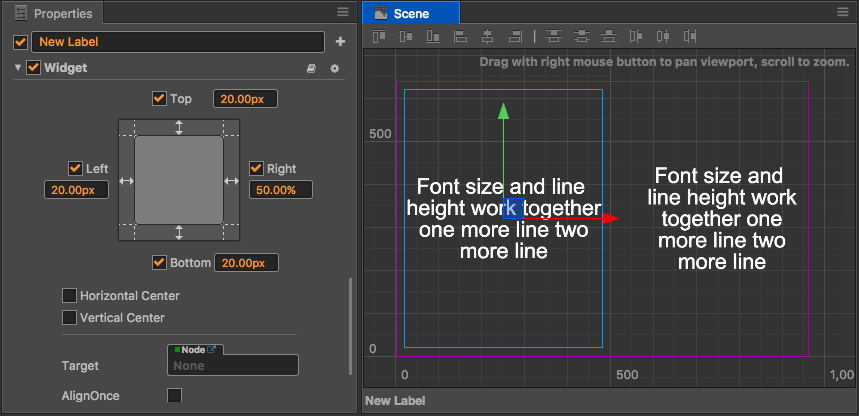 Properties
New Label
Widget
Top
20.00px
Left
Right
20.00px
50.00%
Bottom
20.00px
Horizontal Center
Vertical Center
Node
Target
None
AlignOnce
Scene
Drag with right mouse button to pan viewport, scroll to zoom.
500
0
0
500
1,00
Font size and line
height work together
one more line two
more line
Font size and
line height work
together one
more line two
more line
New Label